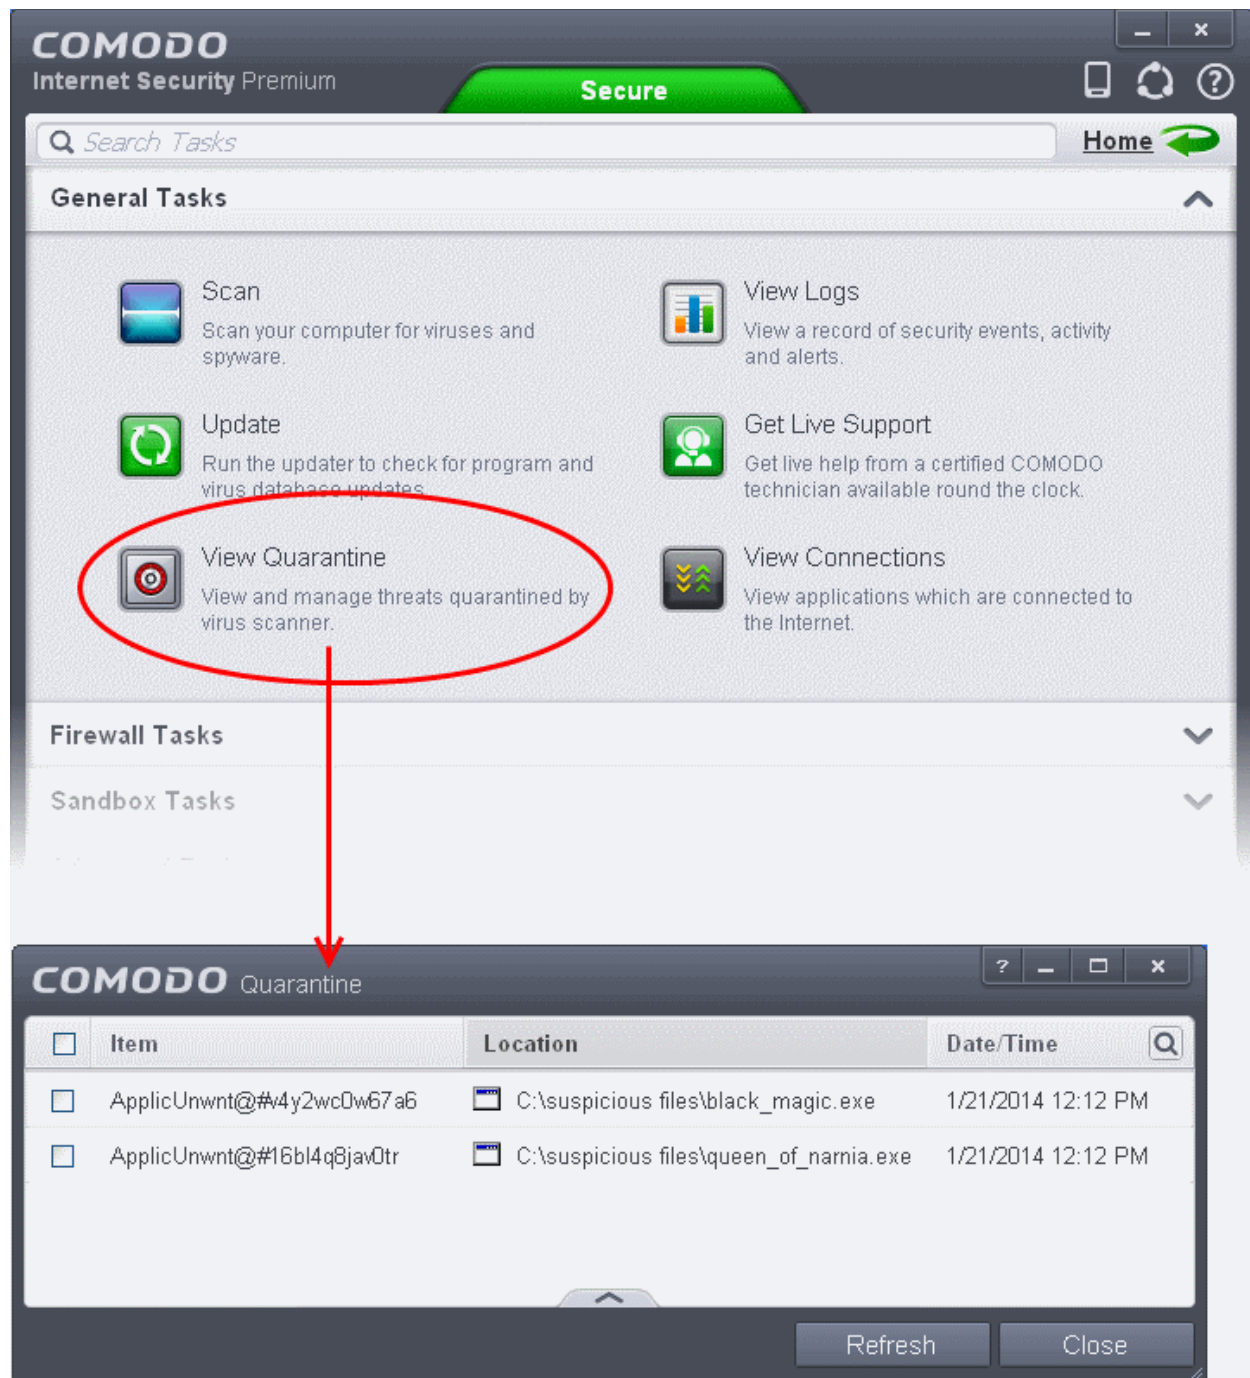 COMODO
Internet Security Premium
Secure
Search Tasks
Home
General Tasks
Scan
Scan your computer for viruses and
spyware.
View Logs
View a record of security events, activity
and alerts.
Update
Run the updater to check for program and
virus database updates.
Get Live Support
Get live help from a certified COMODO
technician available round the clock.
View Quarantine
View and manage threats quarantined by
virus scanner.
View Connections
View applications which are connected to
the Internet.
Firewall Tasks
Sandbox Tasks
COMODO Quarantine
Item Location Date/Time
ApplicUnwnt@#v4y2wc0w67a6 C:\suspicious files\black_magic.exe 1/21/2014 12:12 PM
ApplicUnwnt@#16bl4q8jav0tr C:\suspicious files\queen_of_narnia.exe 1/21/2014 12:12 PM
Refresh Close